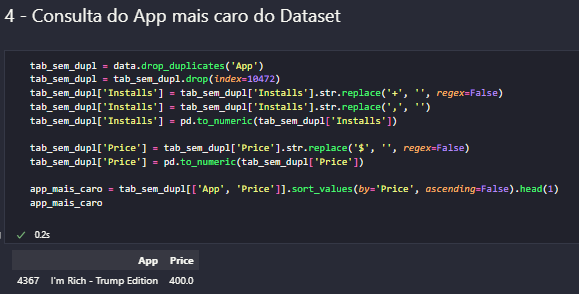 4 - Consulta do App mais caro do Dataset
tab_sem_dupl = data.drop_duplicates('App')
tab_sem_dupl = tab_sem_dupl.drop(index=10472)
tab_sem_dupl['Installs'] = tab_sem_dupl['Installs'].str.replace('+', '', regex=False)
tab_sem_dupl['Installs'] = tab_sem_dupl['Installs'].str.replace(',', '')
tab_sem_dupl['Installs'] = pd.to_numeric(tab_sem_dupl['Installs'])
tab_sem_dupl['Price'] = tab_sem_dupl['Price'].str.replace('$', '', regex=False)
tab_sem_dupl['Price'] = pd.to_numeric(tab_sem_dupl['Price'])
app_mais_caro = tab_sem_dupl[['App', 'Price']].sort_values(by='Price', ascending=False).head(1)
app_mais_caro
✓ 0.2s
App Price
4367 I'm Rich - Trump Edition 400.0